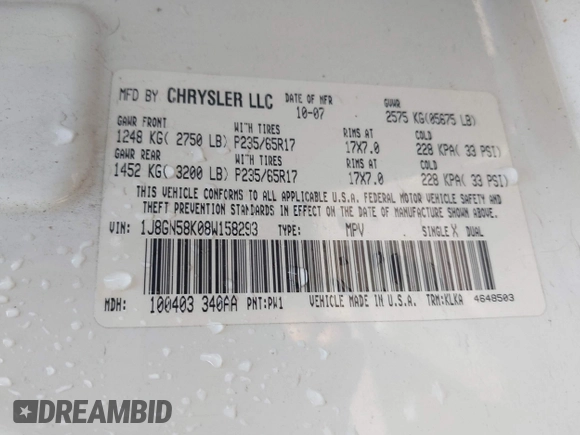 MFD BY CHRYSLER LLC DATE OF MFR GVWR
10-07 2575 KG(05675 LB)
GAWR FRONT WITH TIRES RIMS AT COLD
1248 KG( 2750 LB) P235/65R17 17X7.0 228 KPA( 33 PSI)
GAWR REAR WITH TIRES RIMS AT COLD
1452 KG( 3200 LB) P235/65R17 17X7.0 228 KPA( 33 PSI)
THIS VEHICLE CONFORMS TO ALL APPLICABLE U.S.A. FEDERAL MOTOR VEHICLE SAFETY AND
THEFT PREVENTION STANDARDS IN EFFECT ON THE DATE OF MANUFACTURE SHOWN ABOVE.
VIN: 1J8GN58K08W158293 TYPE: MPV SINGLE X DUAL
MDH: 100403 340AA PNT:PW1 VEHICLE MADE IN U.S.A. TRM:KLKA 4648503
DREAMBID